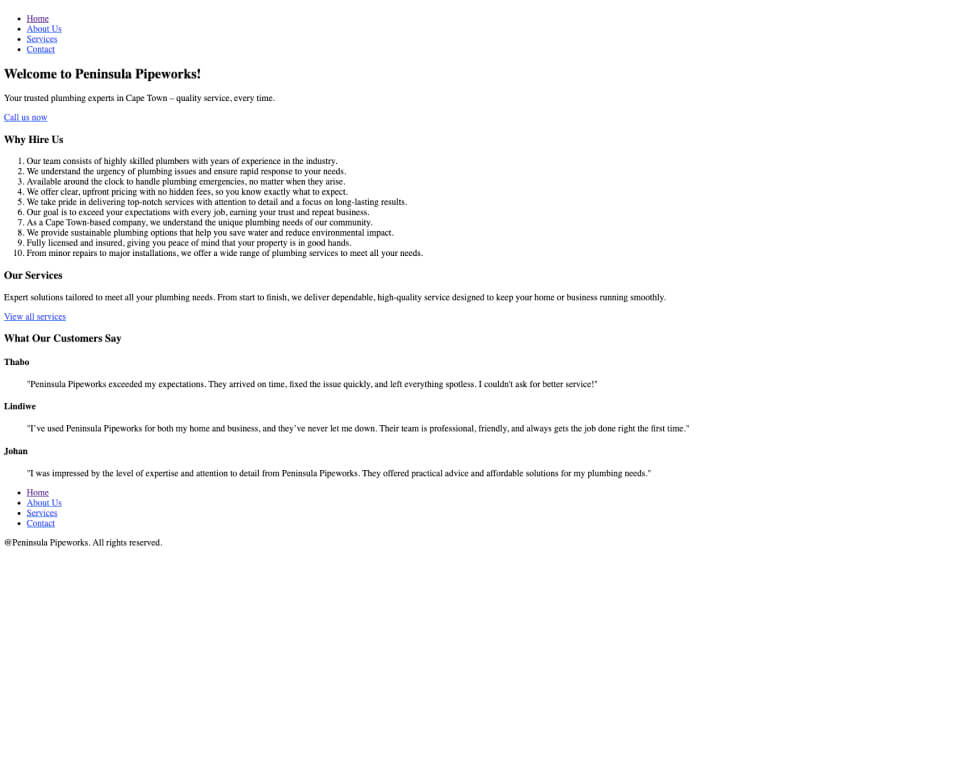 • Home
• About Us
• Services
• Contact
Welcome to Peninsula Pipeworks!
Your trusted plumbing experts in Cape Town – quality service, every time.
Call us now
Why Hire Us
1. Our team consists of highly skilled plumbers with years of experience in the industry.
2. We understand the urgency of plumbing issues and ensure rapid response to your needs.
3. Available around the clock to handle plumbing emergencies, no matter when they arise.
4. We offer clear, upfront pricing with no hidden fees, so you know exactly what to expect.
5. We take pride in delivering top-notch services with attention to detail and a focus on long-lasting results.
6. Our goal is to exceed your expectations with every job, earning your trust and repeat business.
7. As a Cape Town-based company, we understand the unique plumbing needs of our community.
8. We provide sustainable plumbing options that help you save water and reduce environmental impact.
9. Fully licensed and insured, giving you peace of mind that your property is in good hands.
10. From minor repairs to major installations, we offer a wide range of plumbing services to meet all your needs.
Our Services
Expert solutions tailored to meet all your plumbing needs. From start to finish, we deliver dependable, high-quality service designed to keep your home or business running smoothly.
View all services
What Our Customers Say
Thabo
"Peninsula Pipeworks exceeded my expectations. They arrived on time, fixed the issue quickly, and left everything spotless. I couldn't ask for better service!"
Lindiwe
"I’ve used Peninsula Pipeworks for both my home and business, and they’ve never let me down. Their team is professional, friendly, and always gets the job done right the first time."
Johan
"I was impressed by the level of expertise and attention to detail from Peninsula Pipeworks. They offered practical advice and affordable solutions for my plumbing needs."
• Home
• About Us
• Services
• Contact
@Peninsula Pipeworks. All rights reserved.